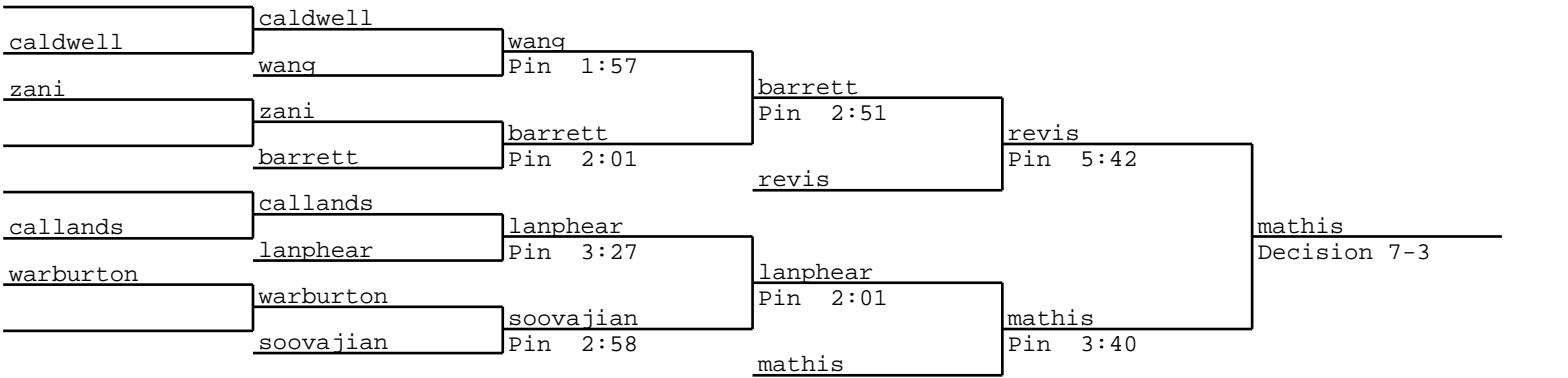 caldwell
caldwell
wang
wang
Pin 1:57
zani
zani
barrett
barrett
Pin 2:01
barrett
Pin 2:51
revis
revis
Pin 5:42
callands
callands
lanphear
lanphear
Pin 3:27
warburton
warburton
soovajian
soovajian
Pin 2:58
lanphear
Pin 2:01
mathis
mathis
Pin 3:40
mathis
Decision 7-3